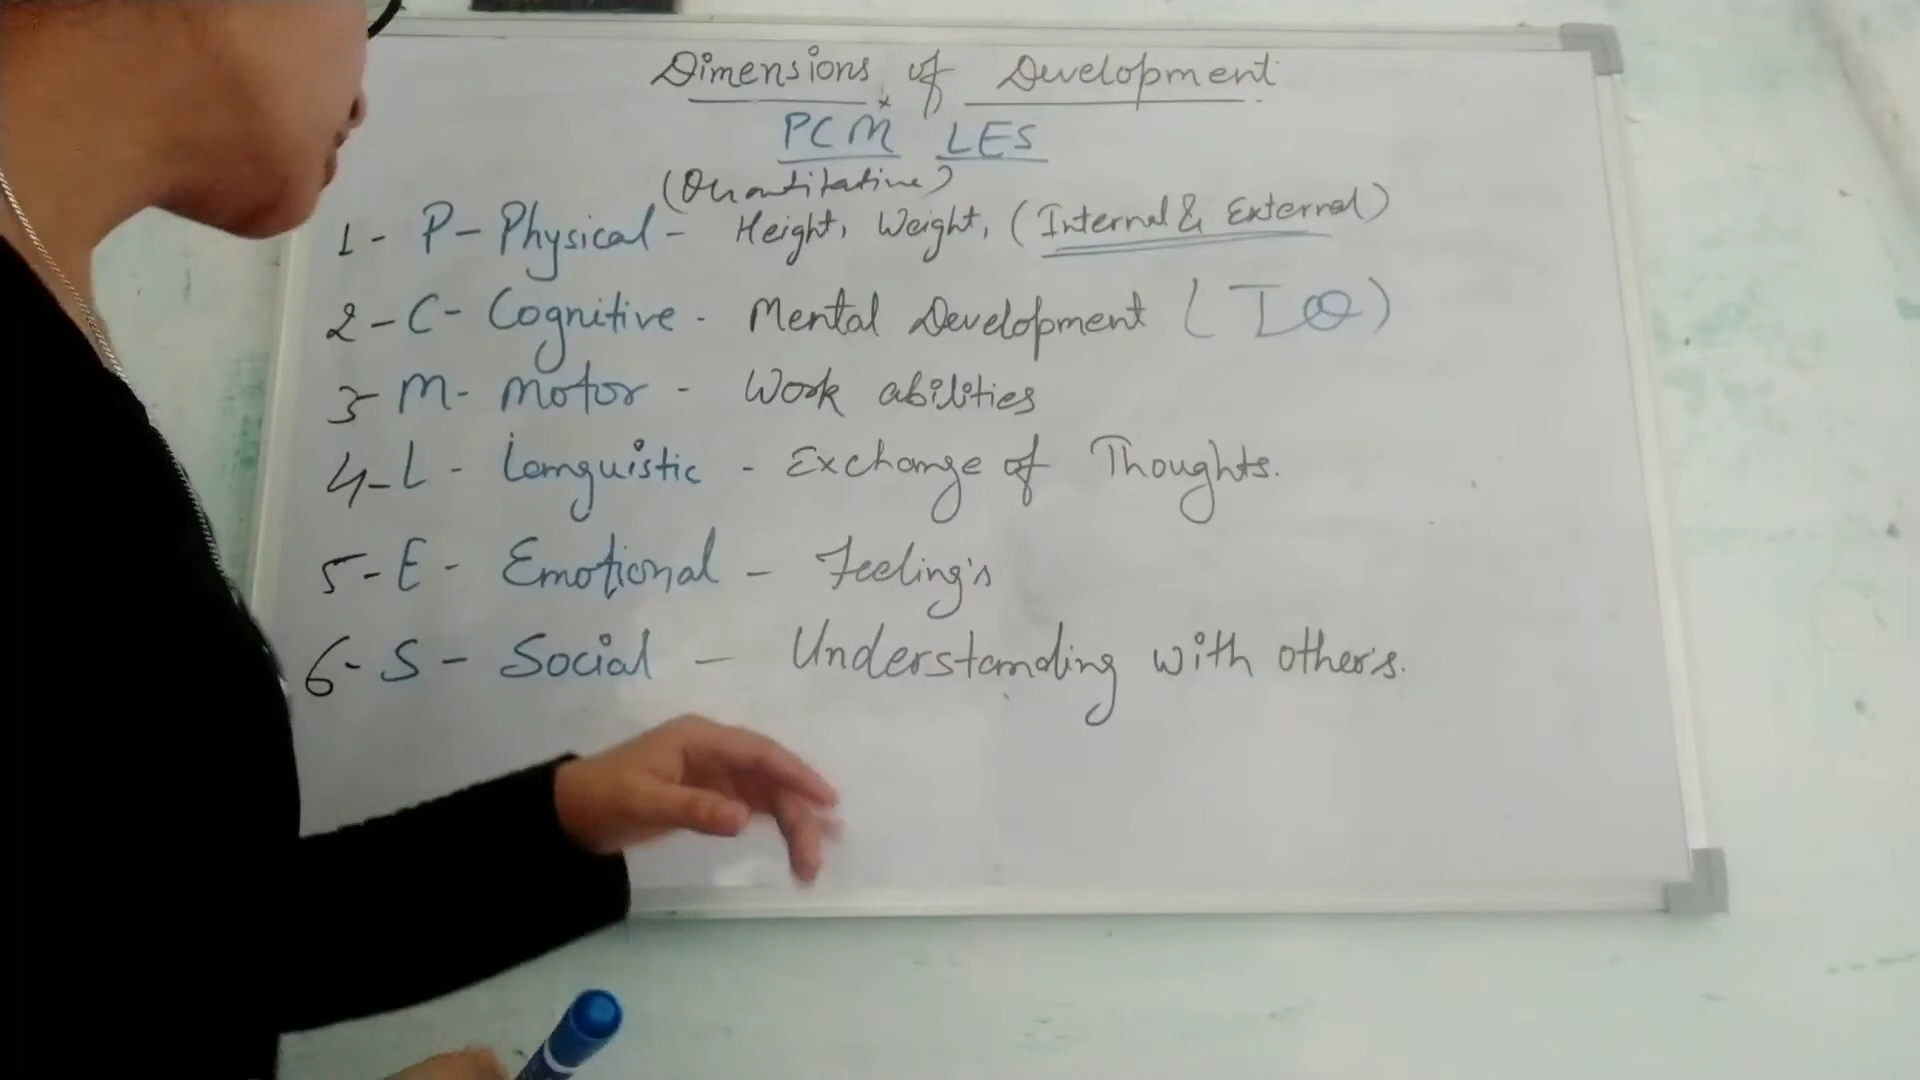 Dimensions of Development
PCM LES
(Quantitative)
1- P- Physical - Height, Weight, (Internal & External)
2- C- Cognitive - Mental Development (IQ)
3- M- Motor - Work abilities
4- L - Languistic - Exchange of Thoughts.
5- E - Emotional - Feeling's
6- S - Social - Understanding with other's.